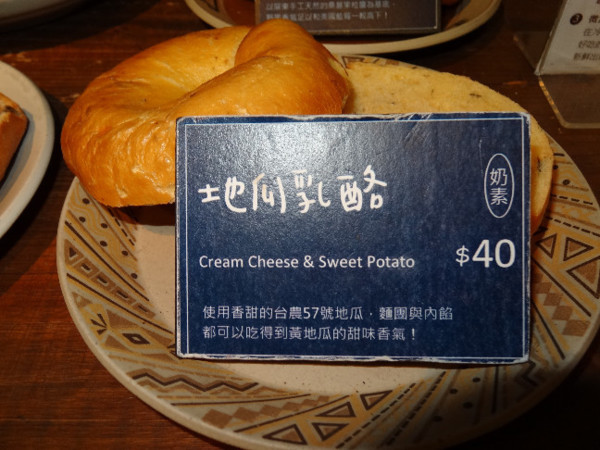 地瓜乳酪
奶素
Cream Cheese & Sweet Potato
$40
使用香甜的台農57號地瓜，麵團與內餡
都可以吃得到黃地瓜的甜味香氣！